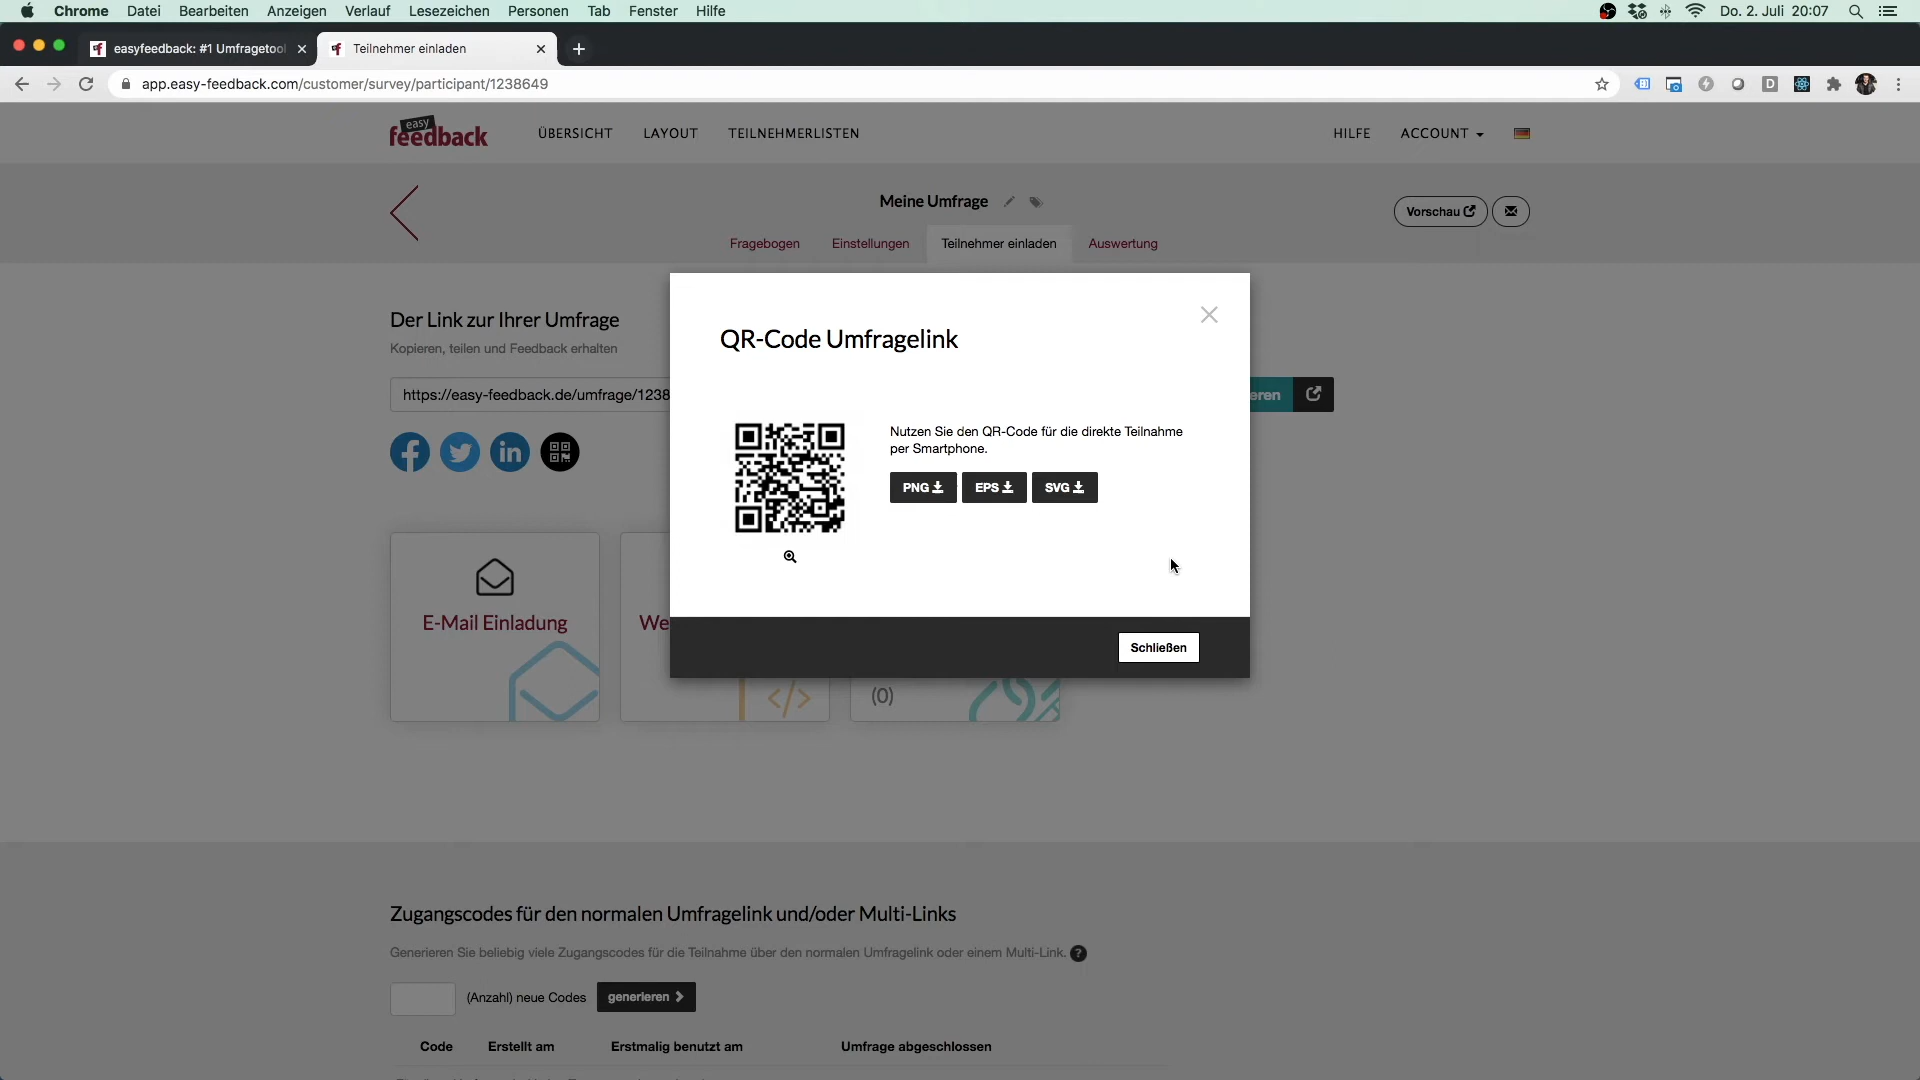 Chrome Datei Bearbeiten Anzeigen Verlauf Lesezeichen Personen Tab Fenster Hilfe Do. 2. Juli 20:07
easyfeedback: #1 Umfragetool Teilnehmer einladen
app.easy-feedback.com/customer/survey/participant/1238649
easy feedback ÜBERSICHT LAYOUT TEILNEHMERLISTEN HILFE ACCOUNT
Meine Umfrage
Vorschau
Fragebogen Einstellungen Teilnehmer einladen Auswertung
Der Link zur Ihrer Umfrage
Kopieren, teilen und Feedback erhalten
https://easy-feedback.de/umfrage/1238
eren
QR-Code Umfragelink
Nutzen Sie den QR-Code für die direkte Teilnahme
per Smartphone.
PNG EPS SVG
Schließen
E-Mail Einladung
We
(0)
Zugangscodes für den normalen Umfragelink und/oder Multi-Links
Generieren Sie beliebig viele Zugangscodes für die Teilnahme über den normalen Umfragelink oder einem Multi-Link. ?
(Anzahl) neue Codes generieren
Code Erstellt am Erstmalig benutzt am Umfrage abgeschlossen